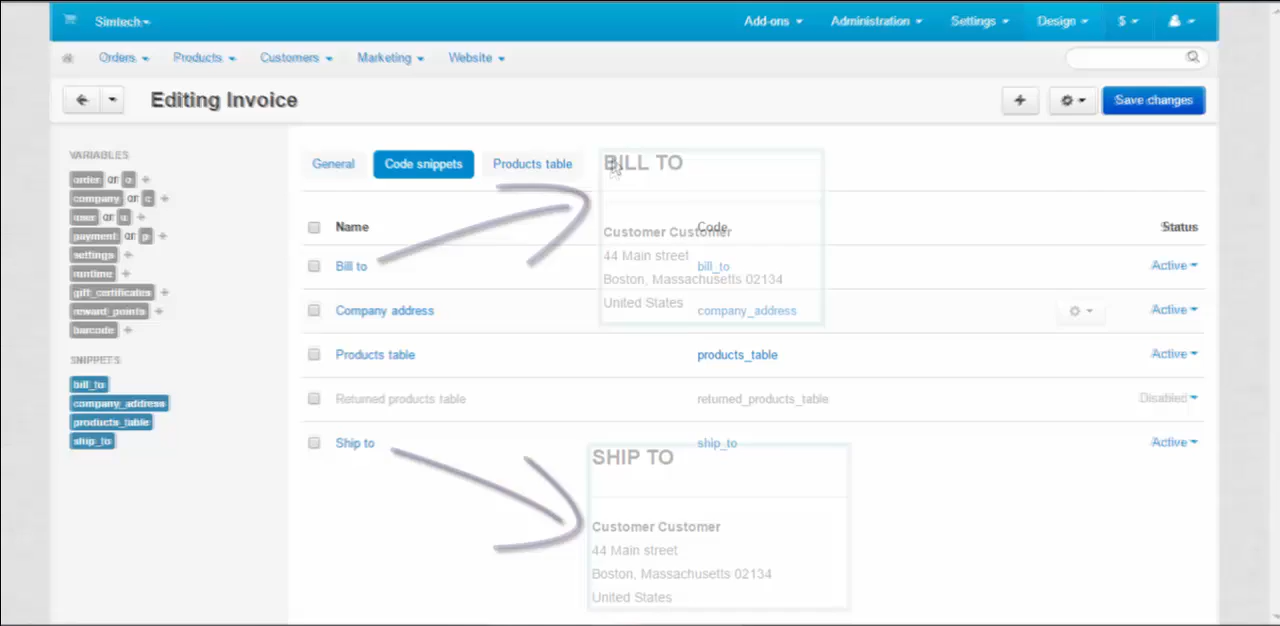 Simtech
Add-ons Administration Settings Design $
Orders Products Customers Marketing Website
Editing Invoice
Save changes
VARIABLES
order or o
company or c
user or u
payment or p
settings
runtime
gift_certificates
reward_points
barcode
SNIPPETS
bill_to
company_address
products_table
ship_to
General Code snippets Products table
Name Code Status
Bill to bill_to Active
Company address company_address Active
Products table products_table Active
Returned products table returned_products_table Disabled
Ship to ship_to Active
BILL TO
Customer Customer
44 Main street
Boston, Massachusetts 02134
United States
SHIP TO
Customer Customer
44 Main street
Boston, Massachusetts 02134
United States